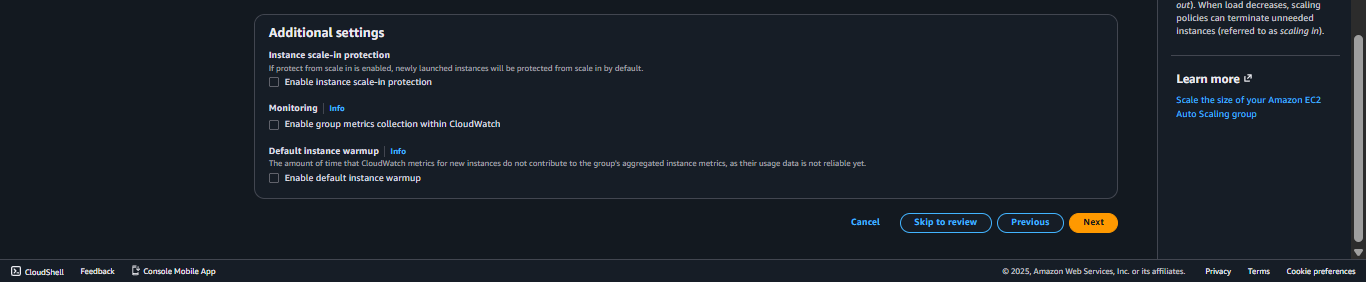 out). When load decreases, scaling
policies can terminate unneeded
instances (referred to as scaling in).
Additional settings
Instance scale-in protection
If protect from scale in is enabled, newly launched instances will be protected from scale in by default.
Enable instance scale-in protection
Monitoring Info
Enable group metrics collection within CloudWatch
Default instance warmup Info
The amount of time that CloudWatch metrics for new instances do not contribute to the group's aggregated instance metrics, as their usage data is not reliable yet.
Enable default instance warmup
Learn more
Scale the size of your Amazon EC2
Auto Scaling group
Cancel Skip to review Previous Next
CloudShell Feedback Console Mobile App © 2025, Amazon Web Services, Inc. or its affiliates. Privacy Terms Cookie preferences